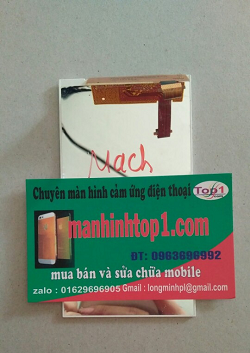 Mach
Chuyên màn hình cảm ứng điện thoại
Top1
manhinhtop1.com
ĐT: 0963696992
mua bán và sửa chữa mobile
zalo : 01629696905 Gmail : longminhpl@gmail.com